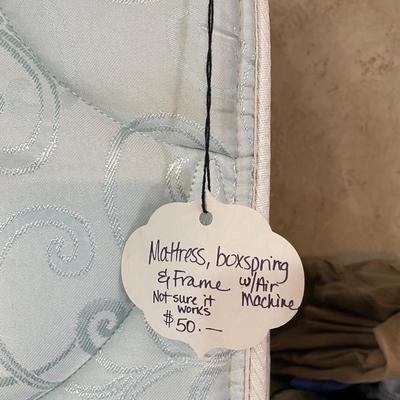 Mattress, boxspring
& Frame w/Air
Machine
Not sure it
works
$50.—